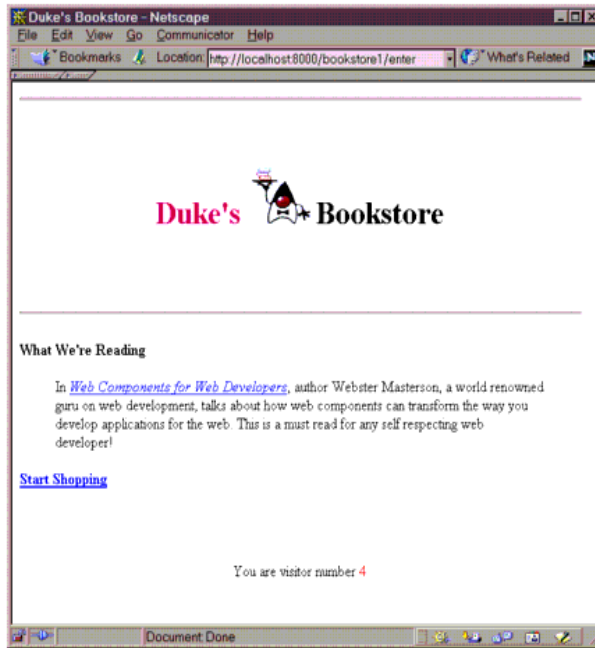 Duke's Bookstore - Netscape
File Edit View Go Communicator Help
Bookmarks Location: http://localhost:8000/bookstore1/enter What's Related N
Duke's Bookstore
What We're Reading
In Web Components for Web Developers, author Webster Masterson, a world renowned
guru on web development, talks about how web components can transform the way you
develop applications for the web. This is a must read for any self respecting web
developer!
Start Shopping
You are visitor number 4
Document: Done